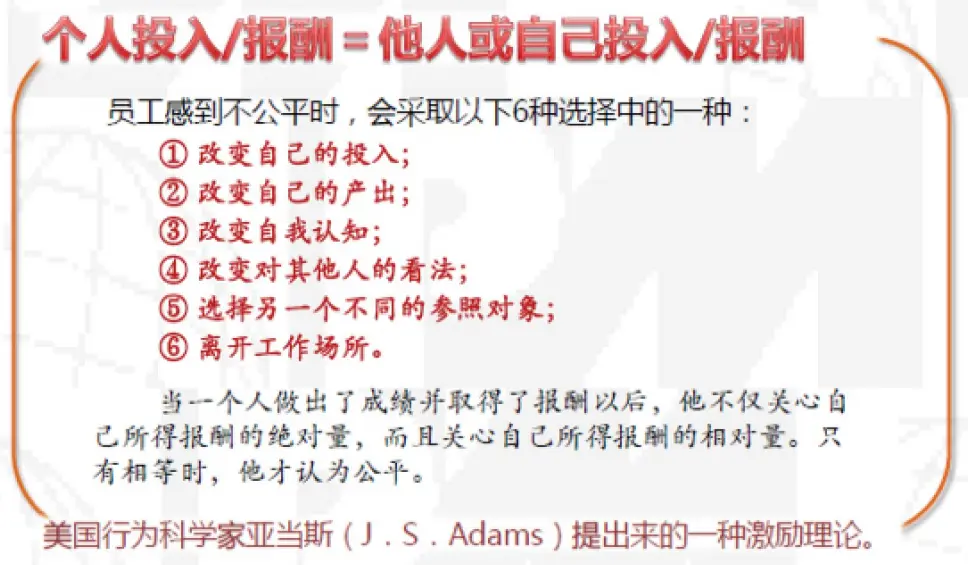 个人投入/报酬＝他人或自己投入/报酬
员工感到不公平时，会采取以下6种选择中的一种：
① 改变自己的投入；
② 改变自己的产出；
③ 改变自我认知；
④ 改变对其他人的看法；
⑤ 选择另一个不同的参照对象；
⑥ 离开工作场所。
当一个人做出了成绩并取得了报酬以后，他不仅关心自
己所得报酬的绝对量，而且关心自己所得报酬的相对量。只
有相等时，他才认为公平。
美国行为科学家亚当斯（J．S．Adams）提出来的一种激励理论。